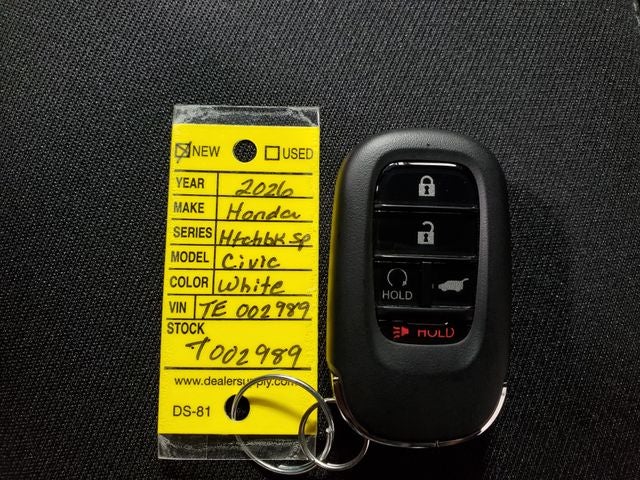 NEW USED
YEAR 2026
MAKE Honda
SERIES Htchbk Sp
MODEL Civic
COLOR White
VIN TE 002989
STOCK
T002989
www.dealersupply.com
DS-81
HOLD
HOLD